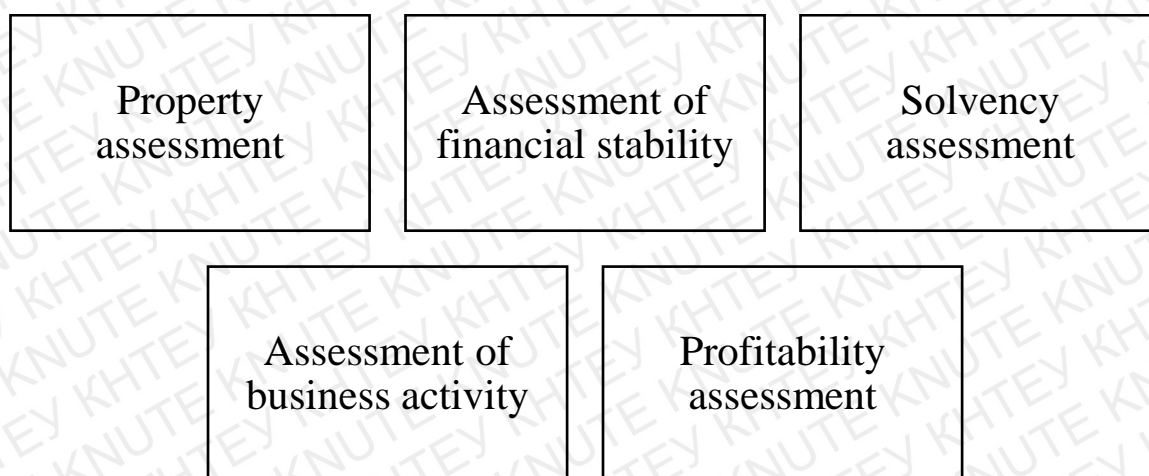 Property
assessment
Assessment of
financial stability
Solvency
assessment
Assessment of
business activity
Profitability
assessment